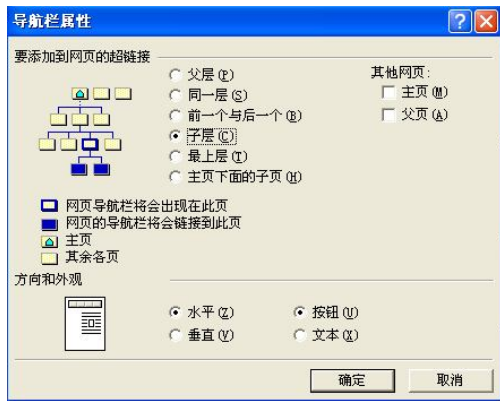 导航栏属性
要添加到网页的超链接
父层(P)
同一层(S)
前一个与后一个(B)
子层(C)
最上层(T)
主页下面的子页(H)
其他网页:
主页(M)
父页(A)
网页导航栏将会出现在此页
网页的导航栏将会链接到此页
主页
其余各页
方向和外观
水平(Z)
垂直(V)
按钮(U)
文本(X)
确定
取消